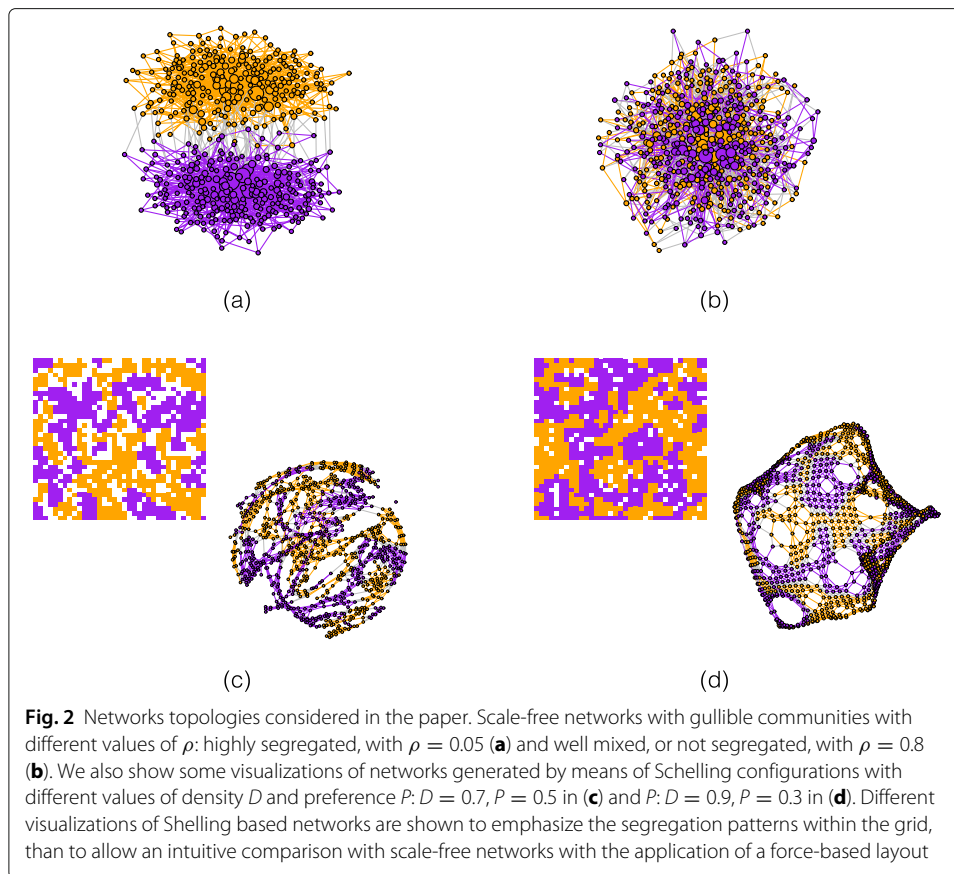 (a)
(b)
(c)
(d)
Fig. 2 Networks topologies considered in the paper. Scale-free networks with gullible communities with
different values of ρ: highly segregated, with ρ = 0.05 (a) and well mixed, or not segregated, with ρ = 0.8
(b). We also show some visualizations of networks generated by means of Schelling configurations with
different values of density D and preference P: D = 0.7, P = 0.5 in (c) and P: D = 0.9, P = 0.3 in (d). Different
visualizations of Shelling based networks are shown to emphasize the segregation patterns within the grid,
than to allow an intuitive comparison with scale-free networks with the application of a force-based layout